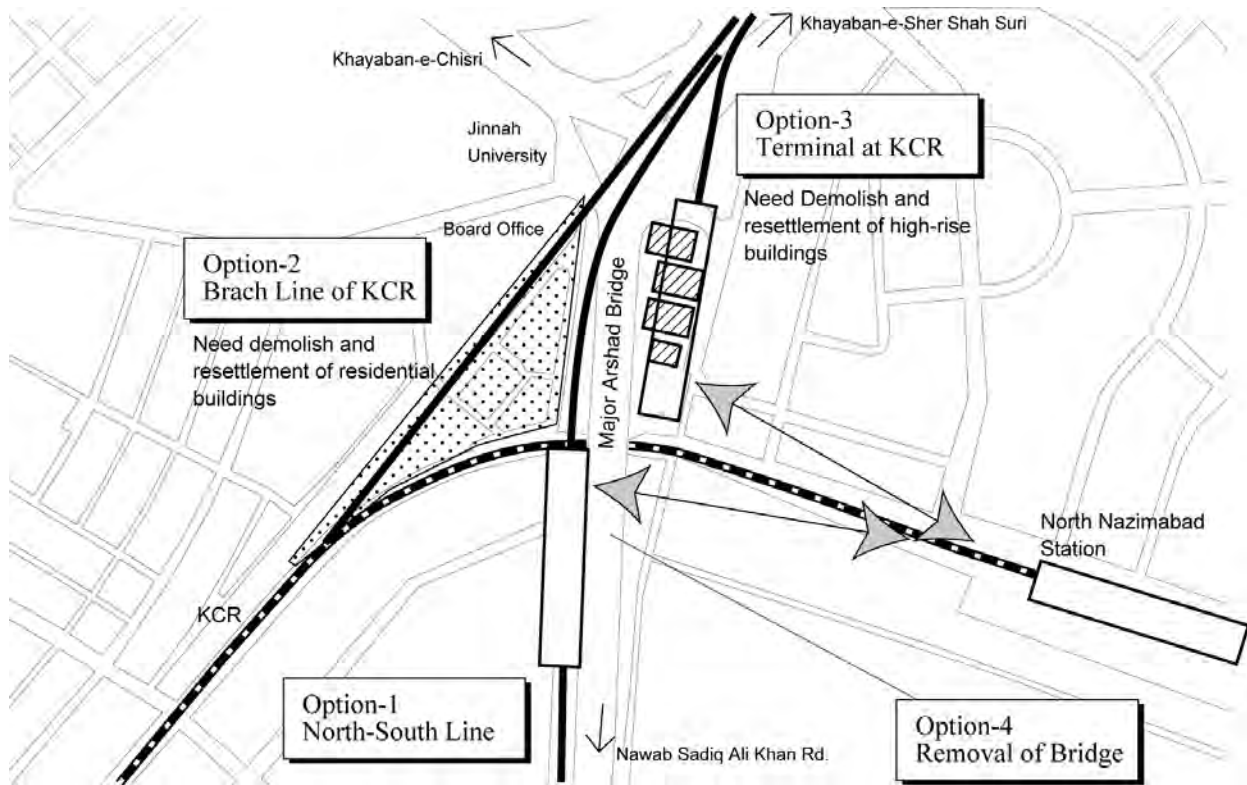 Khayaban-e-Sher Shah Suri
Khayaban-e-Chisri
Jinnah
University
Option-3
Terminal at KCR
Need Demolish and
resettlement of high-rise
buildings
Board Office
Option-2
Brach Line of KCR
Need demolish and
resettlement of residential
buildings
Major Arshad Bridge
North Nazimabad
Station
KCR
Option-1
North-South Line
Option-4
Removal of Bridge
Nawab Sadiq Ali Khan Rd.